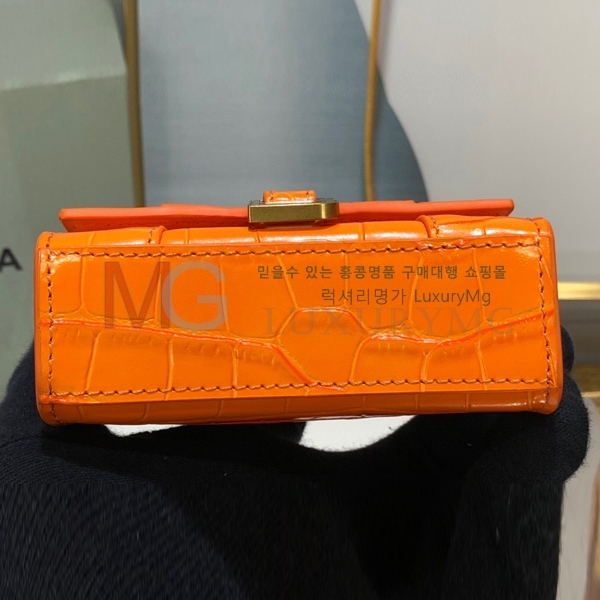 A
MG
믿을수 있는 홍콩명품 구매대행 쇼핑몰
럭셔리명가 LuxuryMg
LUXURYMG